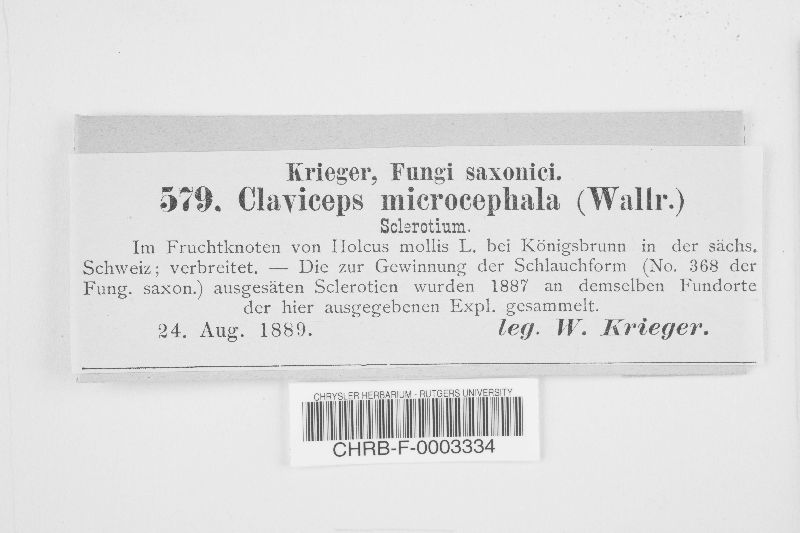 Krieger, Fungi saxonici.
579. Claviceps microcephala (Wallr.)
Sclerotium.
Im Fruchtknoten von Holcus mollis L. bei Königsbrunn in der sächs.
Schweiz; verbreitet. — Die zur Gewinnung der Schlauchform (No. 368 der
Fung. saxon.) ausgesäten Sclerotien wurden 1887 an demselben Fundorte
der hier ausgegebenen Expl. gesammelt.
24. Aug. 1889. leg. W. Krieger.
CHRYSLER HERBARIUM - RUTGERS UNIVERSITY
CHRB-F-0003334